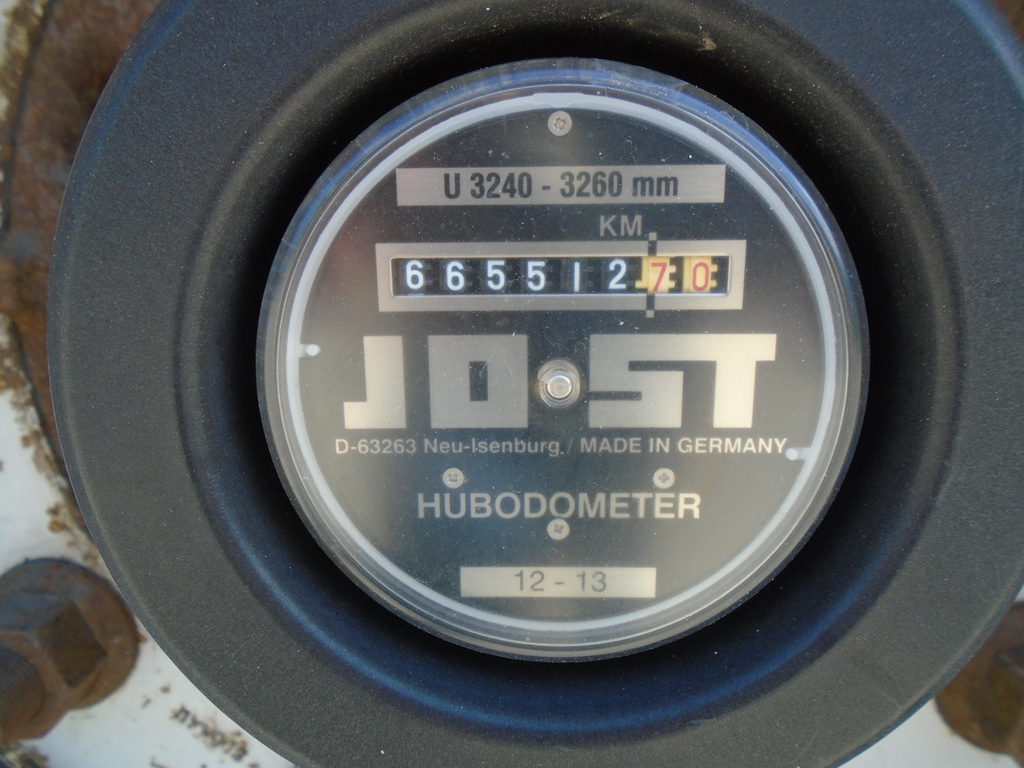 U 3240 - 3260 mm
KM
66551270
JOST
D-63263 Neu-Isenburg / MADE IN GERMANY
HUBODOMETER
12 - 13